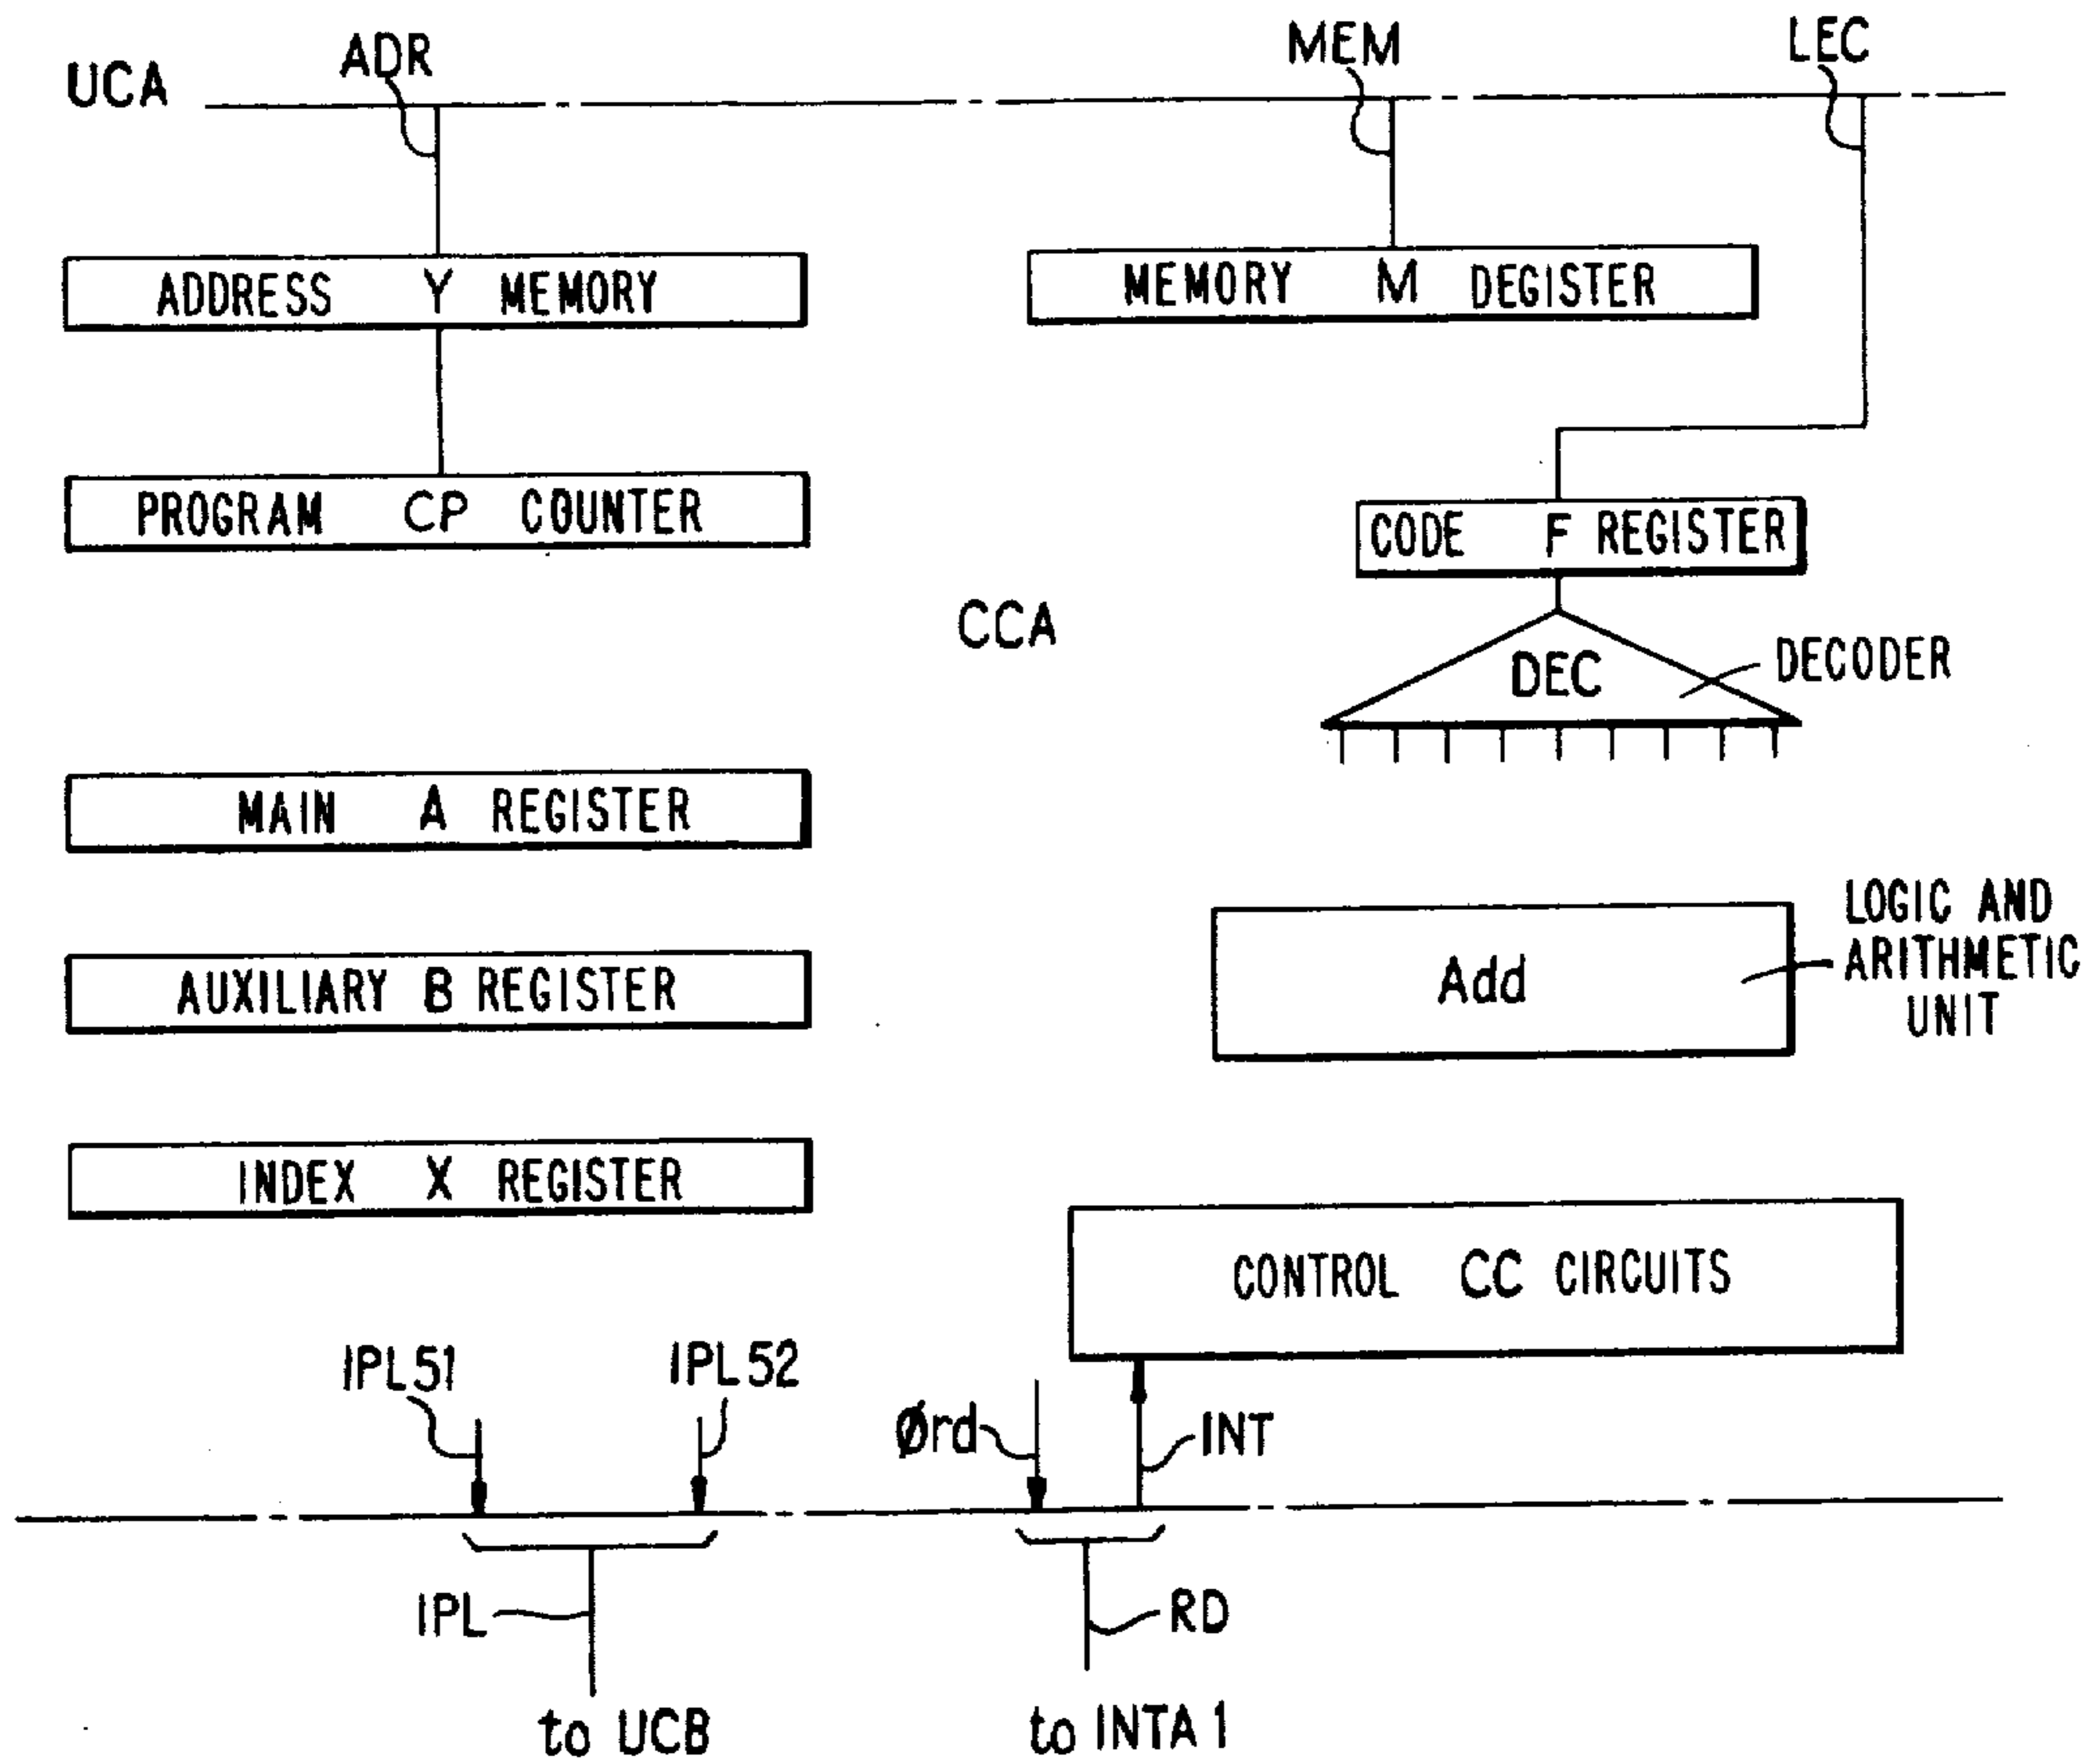 UCA
ADR
MEM
LEC
ADDRESS Y MEMORY
MEMORY M DEGISTER
PROGRAM CP COUNTER
CODE F REGISTER
CCA
DEC
DECODER
MAIN A REGISTER
LOGIC AND
ARITHMETIC
UNIT
Add
AUXILIARY B REGISTER
INDEX X REGISTER
CONTROL CC CIRCUITS
IPL51
IPL52
Ørd
INT
IPL
RD
to UCB
to INTA 1